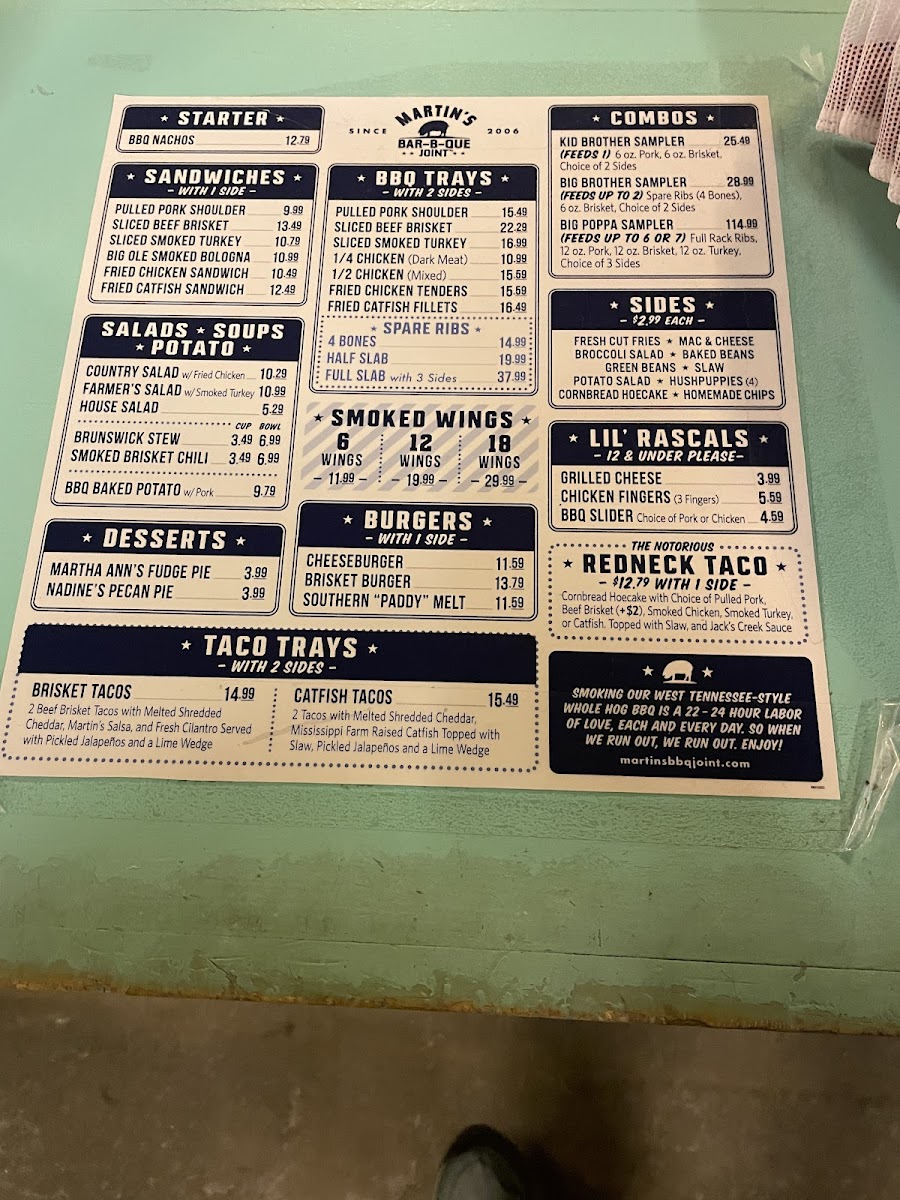 ★ STARTER ★
BBQ NACHOS 12.79
★ SANDWICHES ★
- WITH 1 SIDE -
PULLED PORK SHOULDER 9.99
SLICED BEEF BRISKET 13.49
SLICED SMOKED TURKEY 10.79
BIG OLE SMOKED BOLOGNA 10.99
FRIED CHICKEN SANDWICH 10.49
FRIED CATFISH SANDWICH 12.49
SALADS ★ SOUPS
★ POTATO ★
COUNTRY SALAD w/ Fried Chicken 10.29
FARMER'S SALAD w/ Smoked Turkey 10.99
HOUSE SALAD 5.29
CUP BOWL
BRUNSWICK STEW 3.49 6.99
SMOKED BRISKET CHILI 3.49 6.99
BBQ BAKED POTATO w/ Pork 9.79
★ DESSERTS ★
MARTHA ANN'S FUDGE PIE 3.99
NADINE'S PECAN PIE 3.99
SINCE MARTIN'S 2006
BAR-B-QUE
★ JOINT ★
★ BBQ TRAYS ★
- WITH 2 SIDES -
PULLED PORK SHOULDER 15.49
SLICED BEEF BRISKET 22.29
SLICED SMOKED TURKEY 16.99
1/4 CHICKEN (Dark Meat) 10.99
1/2 CHICKEN (Mixed) 15.59
FRIED CHICKEN TENDERS 15.59
FRIED CATFISH FILLETS 16.49
★ SPARE RIBS ★
4 BONES 14.99
HALF SLAB 19.99
FULL SLAB with 3 Sides 37.99
★ SMOKED WINGS ★
6 12 18
WINGS WINGS WINGS
- 11.99 - - 19.99 - - 29.99 -
★ BURGERS ★
- WITH 1 SIDE -
CHEESEBURGER 11.59
BRISKET BURGER 13.79
SOUTHERN "PADDY" MELT 11.59
★ TACO TRAYS ★
- WITH 2 SIDES -
BRISKET TACOS 14.99
2 Beef Brisket Tacos with Melted Shredded
Cheddar, Martin's Salsa, and Fresh Cilantro Served
with Pickled Jalapeños and a Lime Wedge
CATFISH TACOS 15.49
2 Tacos with Melted Shredded Cheddar,
Mississippi Farm Raised Catfish Topped with
Slaw, Pickled Jalapeños and a Lime Wedge
★ COMBOS ★
KID BROTHER SAMPLER 25.49
(FEEDS 1) 6 oz. Pork, 6 oz. Brisket,
Choice of 2 Sides
BIG BROTHER SAMPLER 28.99
(FEEDS UP TO 2) Spare Ribs (4 Bones),
6 oz. Brisket, Choice of 2 Sides
BIG POPPA SAMPLER 114.99
(FEEDS UP TO 6 OR 7) Full Rack Ribs,
12 oz. Pork, 12 oz. Brisket, 12 oz. Turkey,
Choice of 3 Sides
★ SIDES ★
- $2.99 EACH -
FRESH CUT FRIES ★ MAC & CHEESE
BROCCOLI SALAD ★ BAKED BEANS
GREEN BEANS ★ SLAW
POTATO SALAD ★ HUSHPUPPIES (4)
CORNBREAD HOECAKE ★ HOMEMADE CHIPS
★ LIL' RASCALS ★
- 12 & UNDER PLEASE -
GRILLED CHEESE 3.99
CHICKEN FINGERS (3 Fingers) 5.59
BBQ SLIDER Choice of Pork or Chicken 4.59
THE NOTORIOUS
★ REDNECK TACO ★
- $12.79 WITH 1 SIDE -
Cornbread Hoecake with Choice of Pulled Pork,
Beef Brisket (+$2), Smoked Chicken, Smoked Turkey,
or Catfish. Topped with Slaw, and Jack's Creek Sauce
SMOKING OUR WEST TENNESSEE-STYLE
WHOLE HOG BBQ IS A 22 - 24 HOUR LABOR
OF LOVE, EACH AND EVERY DAY. SO WHEN
WE RUN OUT, WE RUN OUT. ENJOY!
martinsbbqjoint.com